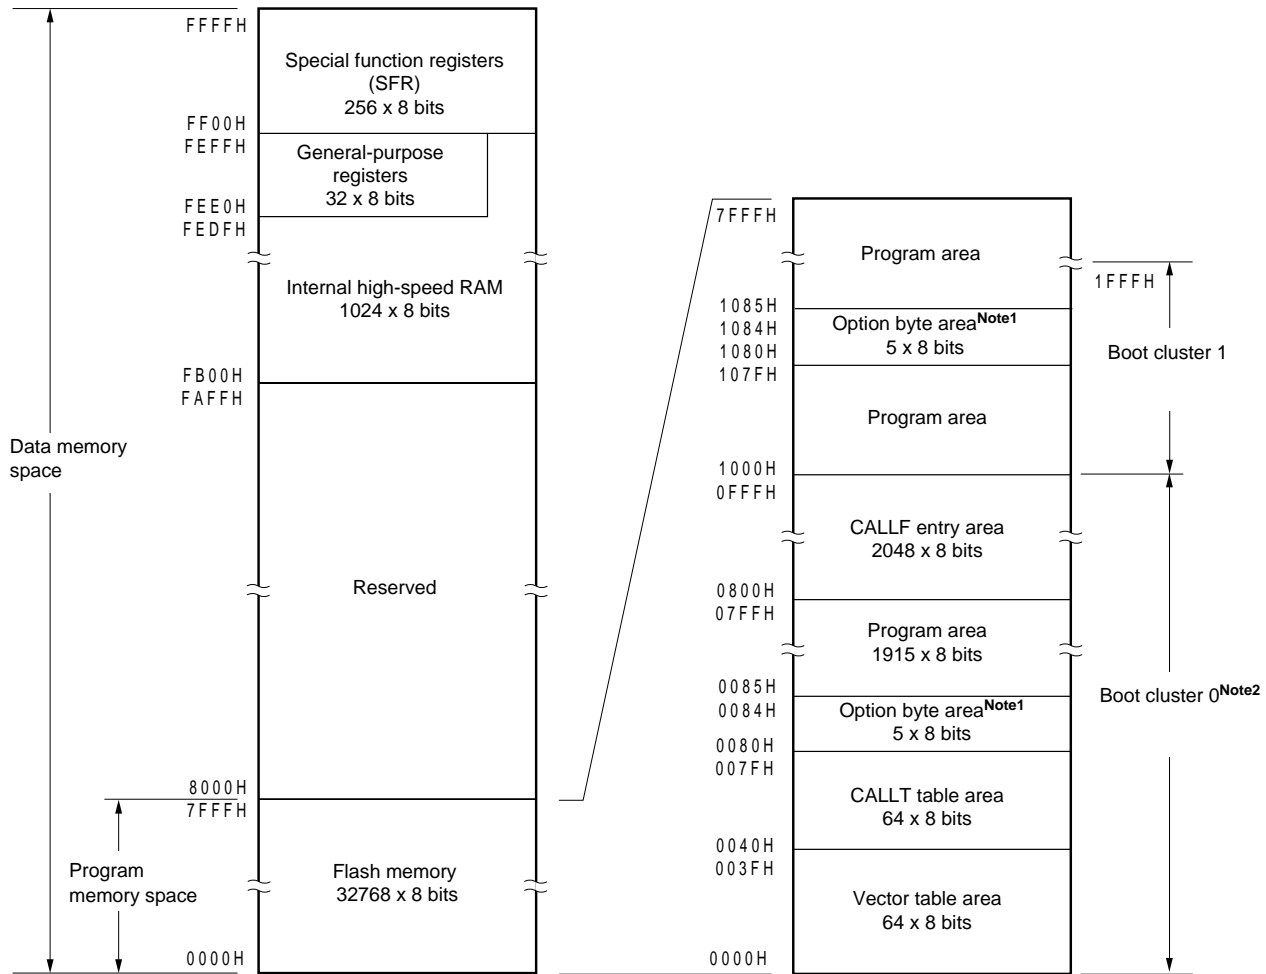 FFFFH
Special function registers
(SFR)
256 x 8 bits
FF00H
FEFFH
General-purpose
registers
32 x 8 bits
FEE0H
FEDFH
Internal high-speed RAM
1024 x 8 bits
FB00H
FAFFH
Data memory
space
Reserved
8000H
7FFFH
Program
memory space
Flash memory
32768 x 8 bits
0000H
7FFFH
Program area
1FFFH
1085H
1084H
Option byte areaNote1
5 x 8 bits
1080H
107FH
Boot cluster 1
Program area
1000H
0FFFH
CALLF entry area
2048 x 8 bits
0800H
07FFH
Program area
1915 x 8 bits
0085H
0084H
Option byte areaNote1
5 x 8 bits
Boot cluster 0Note2
0080H
007FH
CALLT table area
64 x 8 bits
0040H
003FH
Vector table area
64 x 8 bits
0000H